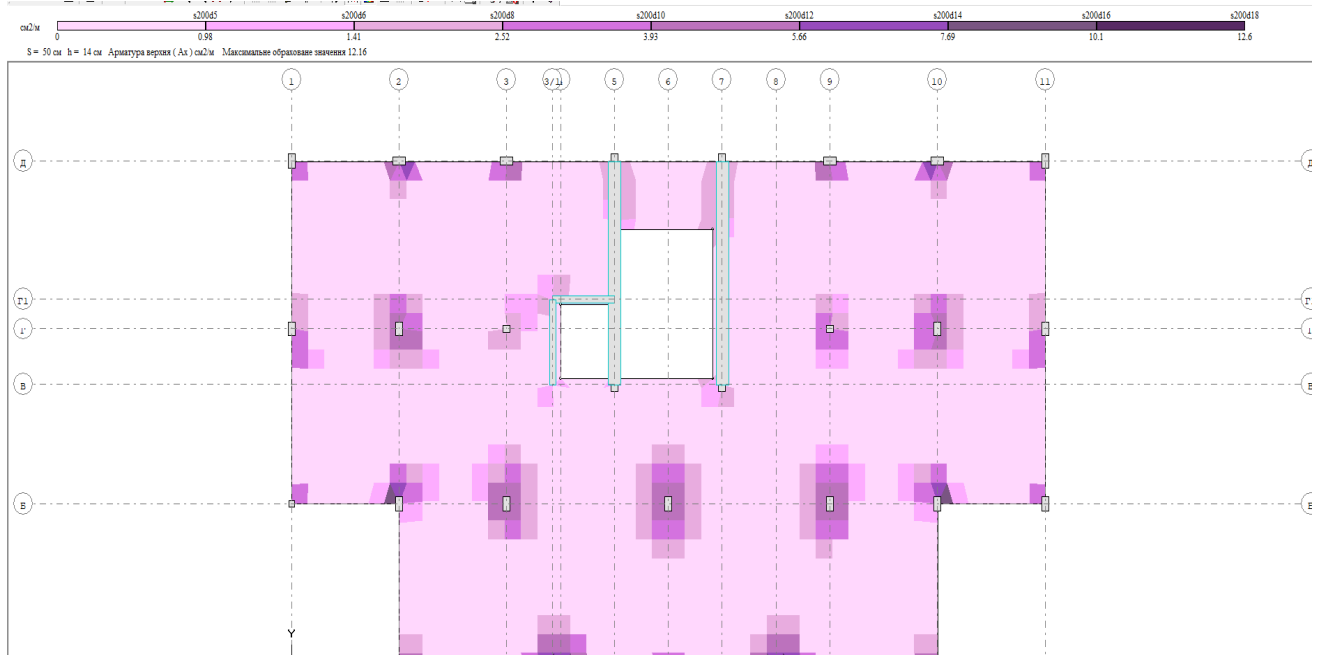 s200d5 s200d6 s200d8 s200d10 s200d12 s200d14 s200d16 s200d18
см2/м
0 0.98 1.41 2.52 3.93 5.66 7.69 10.1 12.6
S = 50 см h = 14 см Арматура верхня ( Ax ) см2/м Максимальне обраховане значення 12.16
1 2 3 3/1 5 6 7 8 9 10 11
Д
Г1
Г
В
Б
Y